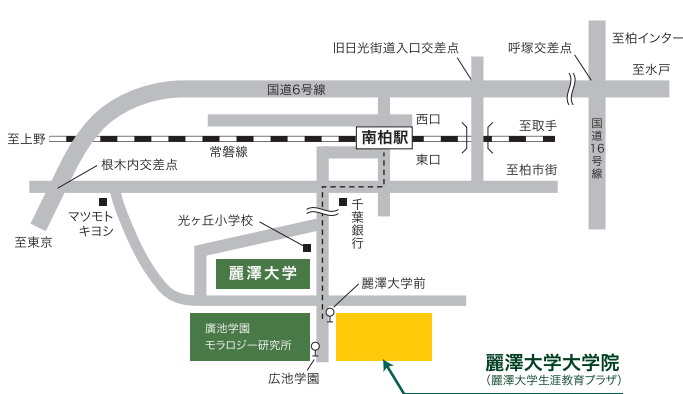 至柏インター
旧日光街道入口交差点
呼塚交差点
至水戸
国道6号線
西口
至取手
国道16号線
至上野
南柏駅
常磐線
東口
根木内交差点
至柏市街
マツモト
キヨシ
千葉銀行
光ヶ丘小学校
至東京
麗澤大学
麗澤大学前
廣池学園
モラロジー研究所
広池学園
麗澤大学大学院
(麗澤大学生涯教育プラザ)